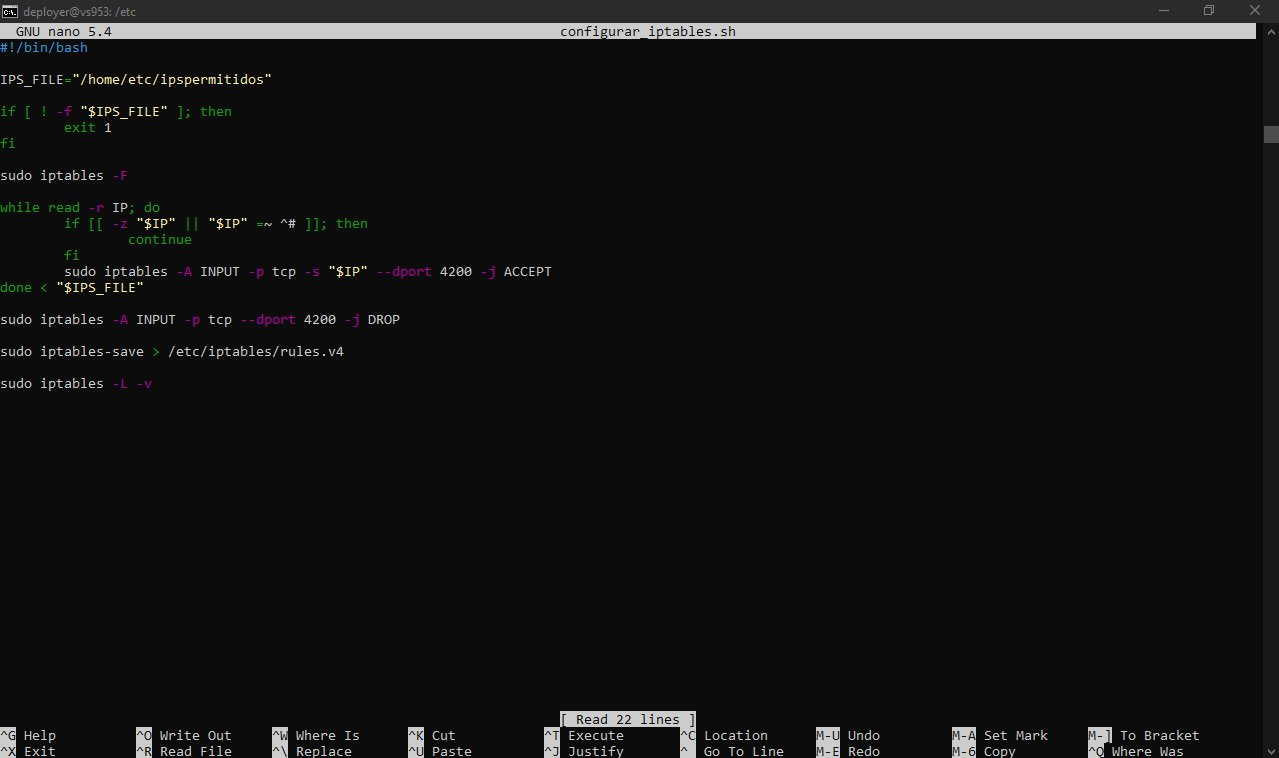 deployer@vs953: /etc
GNU nano 5.4 configurar_iptables.sh
#!/bin/bash
IPS_FILE="/home/etc/ipspermitidos"
if [ ! -f "$IPS_FILE" ]; then
        exit 1
fi
sudo iptables -F
while read -r IP; do
        if [[ -z "$IP" || "$IP" =~ ^# ]]; then
                continue
        fi
        sudo iptables -A INPUT -p tcp -s "$IP" --dport 4200 -j ACCEPT
done < "$IPS_FILE"
sudo iptables -A INPUT -p tcp --dport 4200 -j DROP
sudo iptables-save > /etc/iptables/rules.v4
sudo iptables -L -v
[ Read 22 lines ]
^G Help ^O Write Out ^W Where Is ^K Cut ^T Execute ^C Location M-U Undo M-A Set Mark M-] To Bracket
^X Exit ^R Read File ^\ Replace ^U Paste ^J Justify ^_ Go To Line M-E Redo M-6 Copy ^Q Where Was